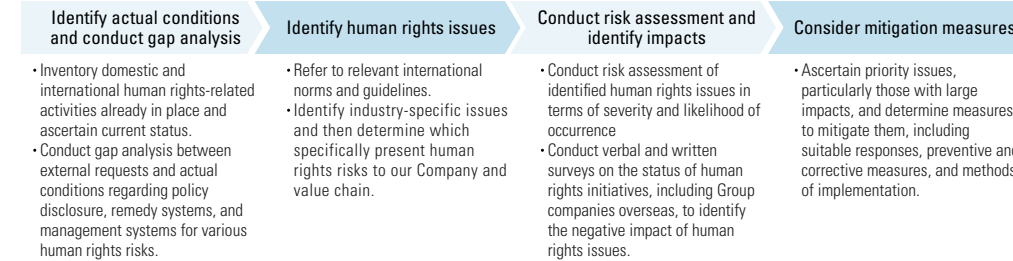 Identify actual conditions
and conduct gap analysis
・Inventory domestic and
international human rights-related
activities already in place and
ascertain current status.
・Conduct gap analysis between
external requests and actual
conditions regarding policy
disclosure, remedy systems, and
management systems for various
human rights risks.
Identify human rights issues
・Refer to relevant international
norms and guidelines.
・Identify industry-specific issues
and then determine which
specifically present human
rights risks to our Company and
value chain.
Conduct risk assessment and
identify impacts
・Conduct risk assessment of
identified human rights issues in
terms of severity and likelihood of
occurrence
・Conduct verbal and written
surveys on the status of human
rights initiatives, including Group
companies overseas, to identify
the negative impact of human
rights issues.
Consider mitigation measures
・Ascertain priority issues,
particularly those with large
impacts, and determine measures
to mitigate them, including
suitable responses, preventive and
corrective measures, and methods
of implementation.